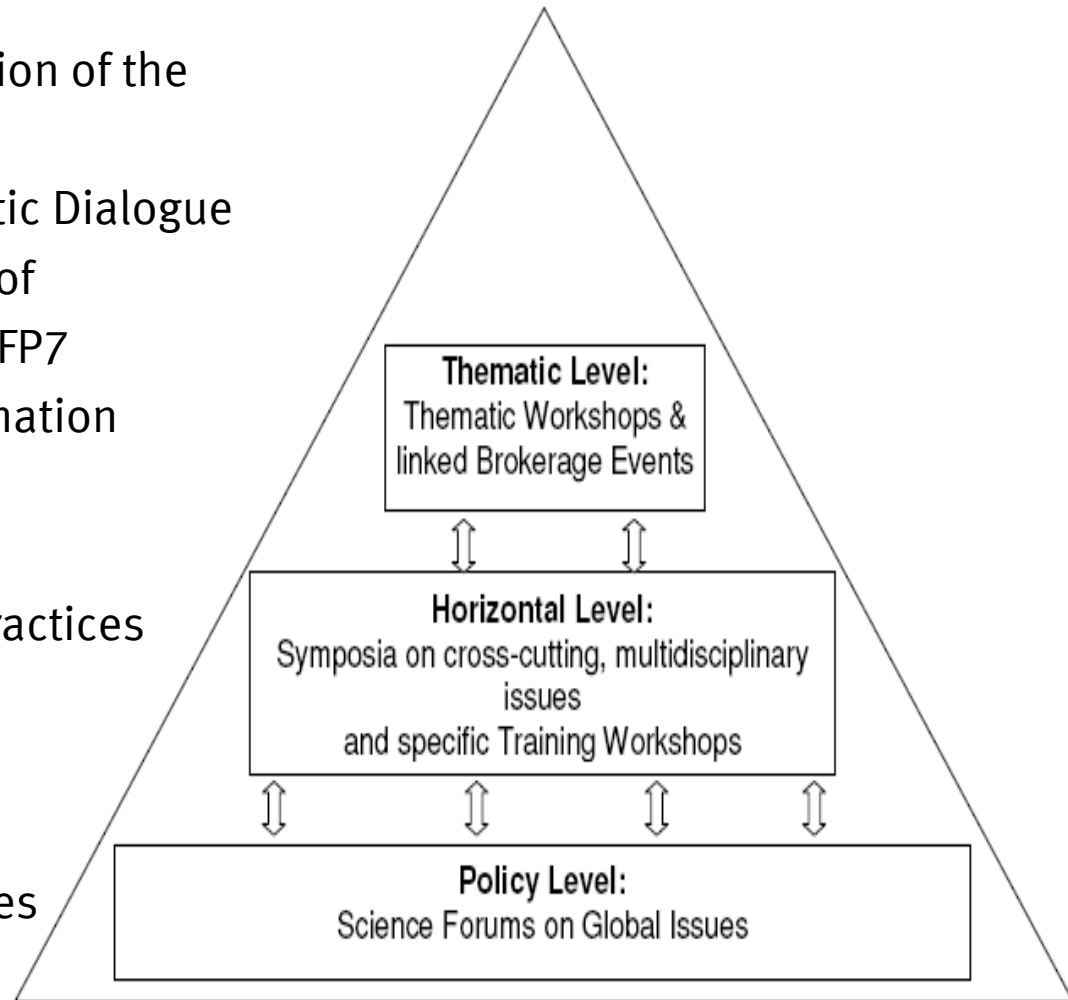 ion of the
tic Dialogue
of
FP7
nation
ractices
es
Thematic Level:
Thematic Workshops &
linked Brokerage Events
Horizontal Level:
Symposia on cross-cutting, multidisciplinary
issues
and specific Training Workshops
Policy Level:
Science Forums on Global Issues